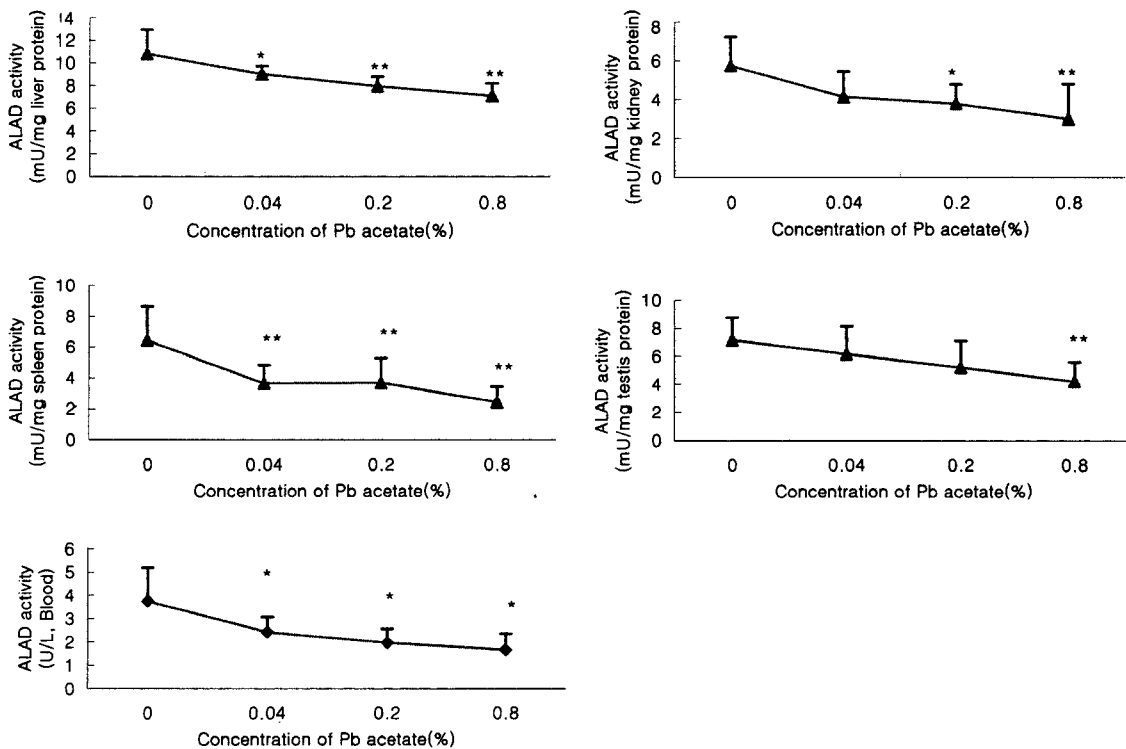 ALAD activity
(mU/mg liver protein)
14
12
10
8
6
4
2
0
*
**
**
0 0.04 0.2 0.8
Concentration of Pb acetate(%)
ALAD activity
(mU/mg kidney protein)
8
6
4
2
0
*
**
0 0.04 0.2 0.8
Concentration of Pb acetate(%)
ALAD activity
(mU/mg spleen protein)
10
8
6
4
2
0
**
**
**
0 0.04 0.2 0.8
Concentration of Pb acetate(%)
ALAD activity
(mU/mg testis protein)
10
8
6
4
2
0
**
0 0.04 0.2 0.8
Concentration of Pb acetate(%)
ALAD activity
(U/L, Blood)
6
5
4
3
2
1
0
*
*
*
0 0.04 0.2 0.8
Concentration of Pb acetate(%)